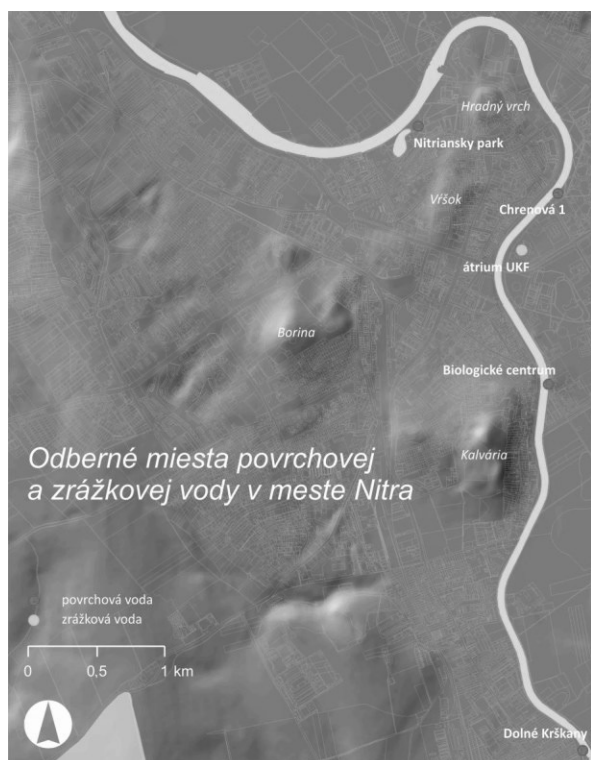 Hradný vrch
Nitriansky park
Vŕšok
Chrenová 1
átrium UKF
Borina
Biologické centrum
Kalvária
Odberné miesta povrchovej
a zrážkovej vody v meste Nitra
povrchová voda
zrážková voda
0 0,5 1 km
Dolné Krškany